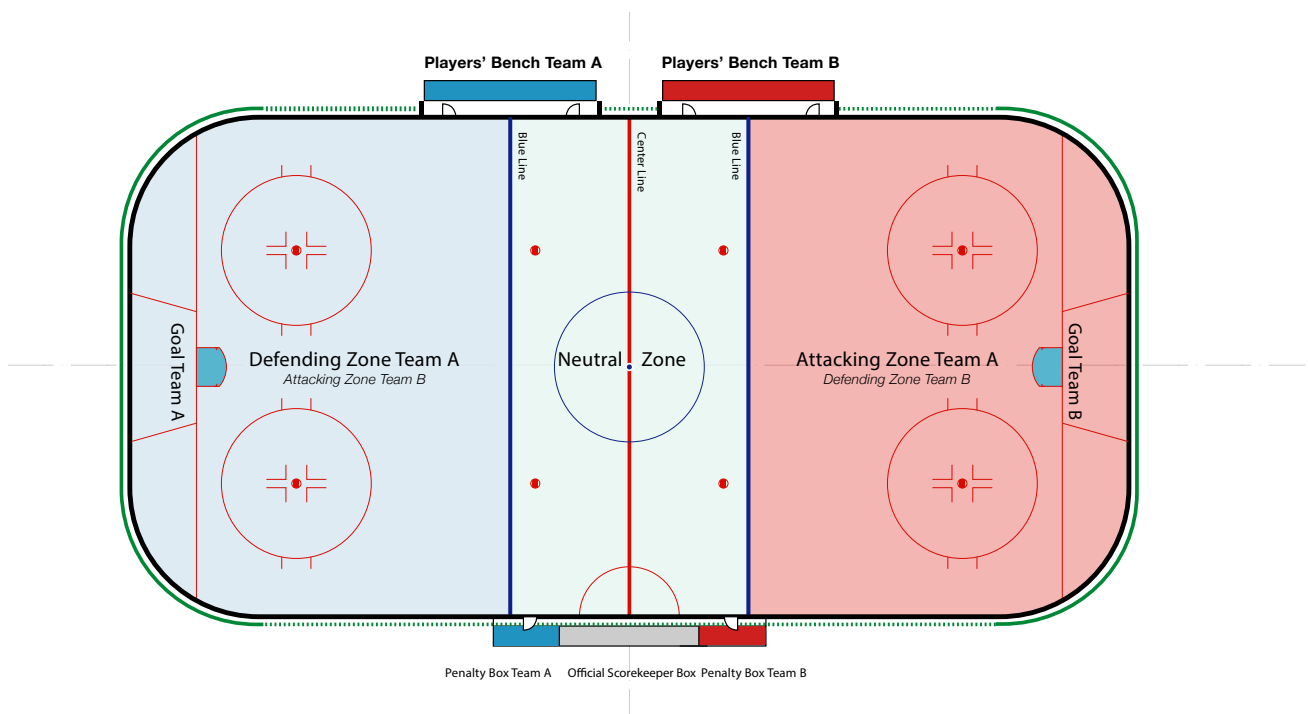 Players’ Bench Team A
Players’ Bench Team B
Blue Line
Center Line
Blue Line
Goal Team A
Defending Zone Team A
Attacking Zone Team B
Neutral Zone
Attacking Zone Team A
Defending Zone Team B
Goal Team B
Penalty Box Team A
Official Scorekeeper Box
Penalty Box Team B